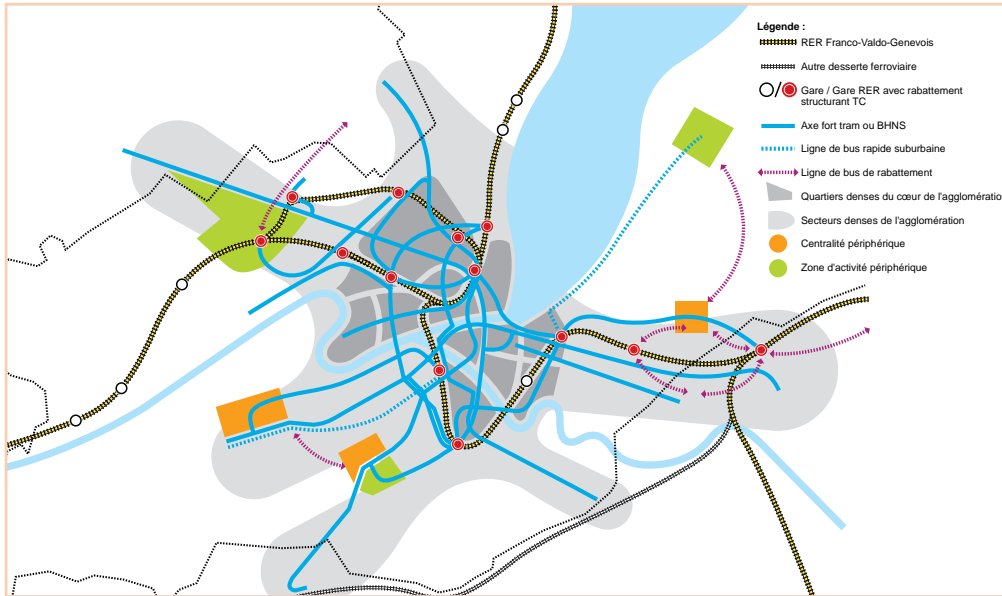 Légende :
RER Franco-Valdo-Genevois
Autre desserte ferroviaire
Gare / Gare RER avec rabattement
structurant TC
Axe fort tram ou BHNS
Ligne de bus rapide suburbaine
Ligne de bus de rabattement
Quartiers denses du cœur de l'agglomératio
Secteurs denses de l'agglomération
Centralité périphérique
Zone d'activité périphérique